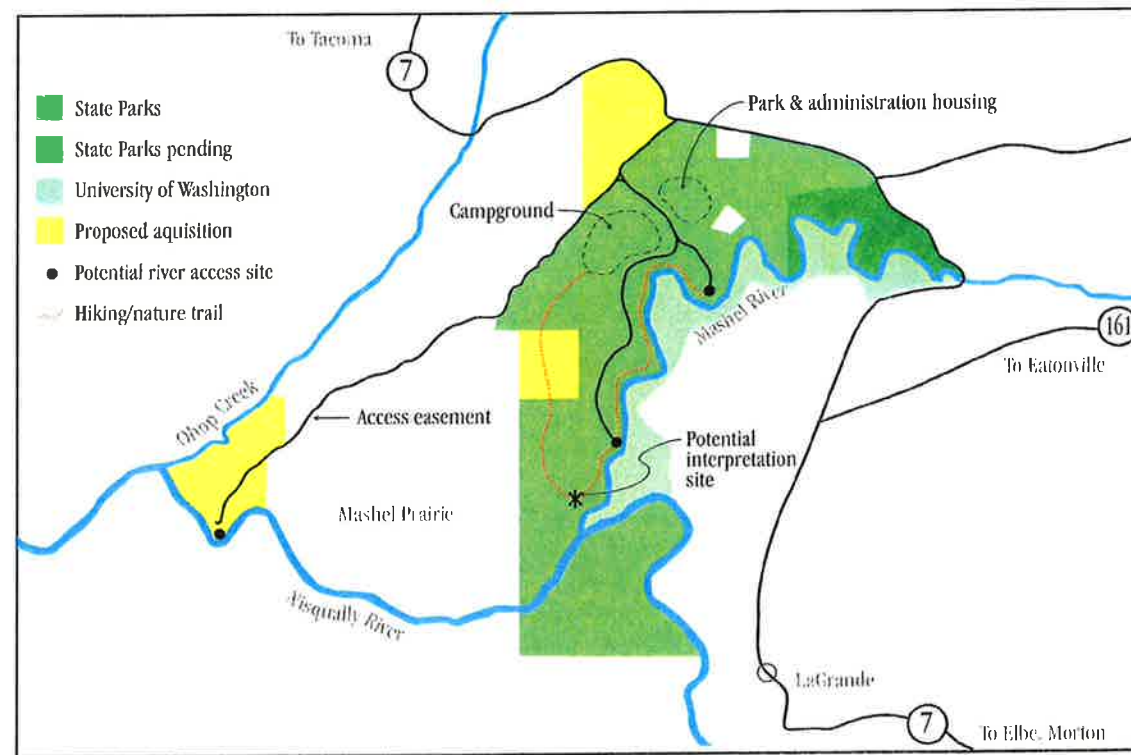 To Tacoma
7
State Parks
State Parks pending
University of Washington
Proposed aquisition
Potential river access site
Hiking/nature trail
Park & administration housing
Campground
Mashel River
161
To Eatonville
Ohop Creek
Access easement
Potential
interpretation
site
Mashel Prairie
Nisqually River
LaGrande
7
To Elbe, Morton